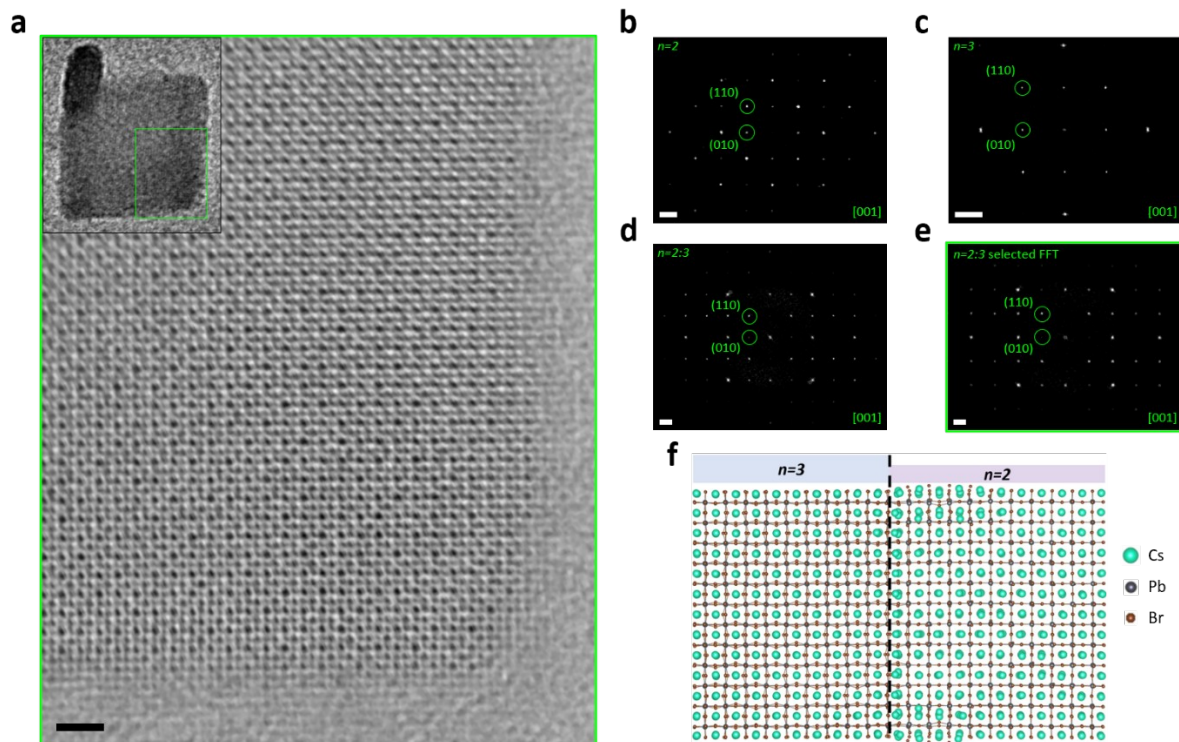 a
b
n=2
(110)
(010)
[001]
c
n=3
(110)
(010)
[001]
d
n=2:3
(110)
(010)
[001]
e
n=2:3 selected FFT
(110)
(010)
[001]
f
n=3
n=2
Cs
Pb
Br